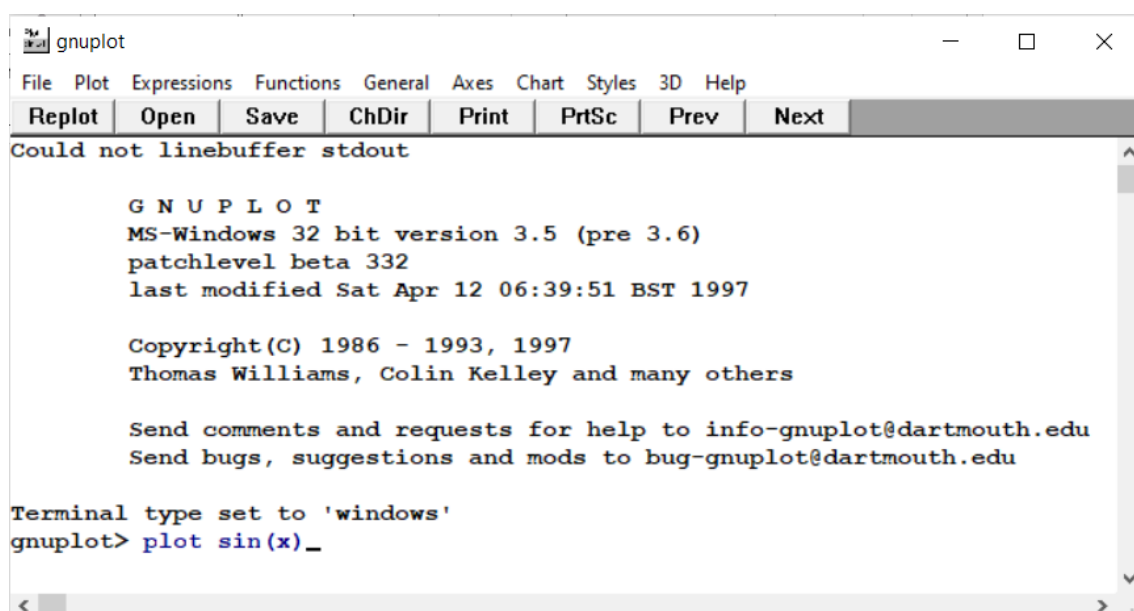 gnuplot
File Plot Expressions Functions General Axes Chart Styles 3D Help
Replot Open Save ChDir Print PrtSc Prev Next
Could not linebuffer stdout
G N U P L O T
MS-Windows 32 bit version 3.5 (pre 3.6)
patchlevel beta 332
last modified Sat Apr 12 06:39:51 BST 1997
Copyright(C) 1986 - 1993, 1997
Thomas Williams, Colin Kelley and many others
Send comments and requests for help to info-gnuplot@dartmouth.edu
Send bugs, suggestions and mods to bug-gnuplot@dartmouth.edu
Terminal type set to 'windows'
gnuplot> plot sin(x)_